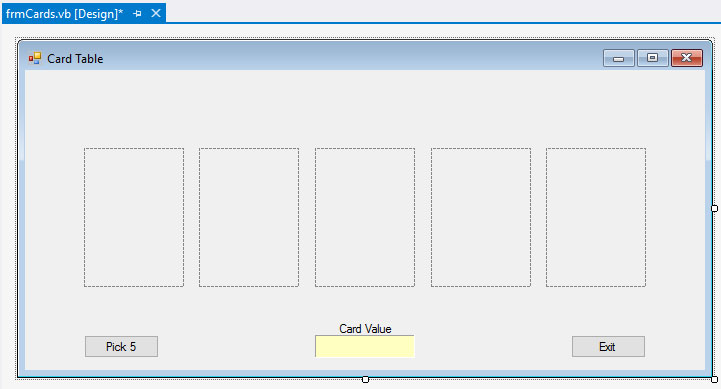 frmCards.vb [Design]*
Card Table
Card Value
Pick 5
Exit